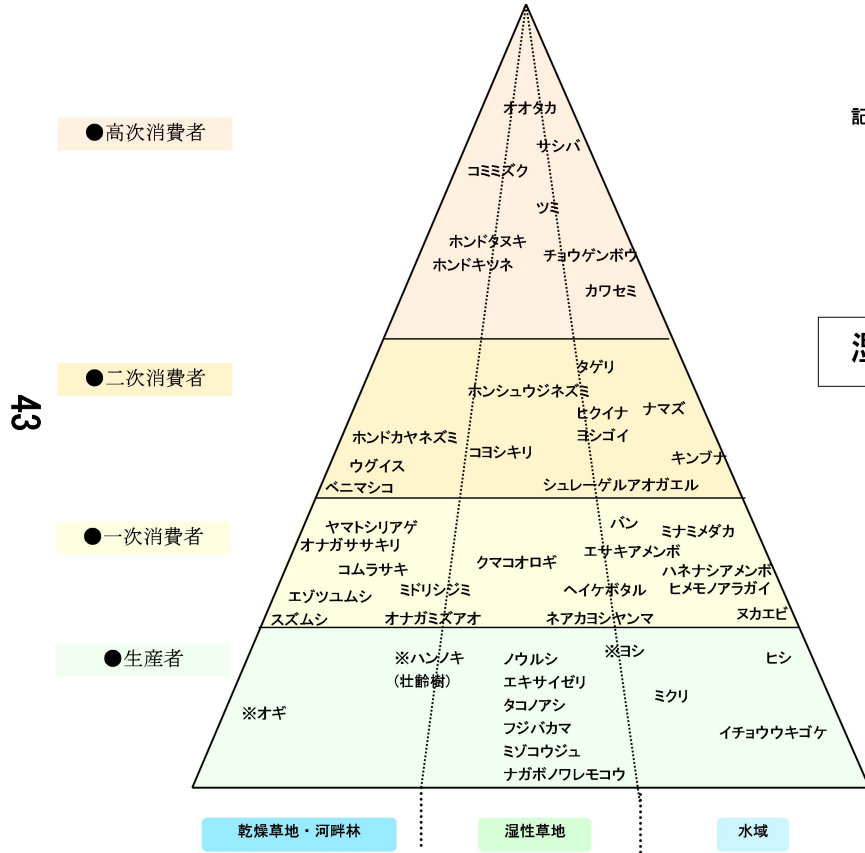 ●高次消費者
オオタカ
サシバ
コミミズク
ツミ
ホンドタヌキ
チョウゲンボウ
ホンドキツネ
カワセミ
●二次消費者
タゲリ
ホンシュウジネズミ
ヒクイナ
ナマズ
ヨシゴイ
ホンドカヤネズミ
コヨシキリ
キンブナ
ウグイス
ベニマシコ
シュレーゲルアオガエル
●一次消費者
バン
ヤマトシリアゲ
ミナミメダカ
オナガササキリ
エサキアメンボ
クマコオロギ
コムラサキ
ハネナシアメンボ
ミドリシジミ
ヘイケボタル
ヒメモノアラガイ
エゾツユムシ
スズムシ
オナガミズアオ
ネアカヨシヤンマ
ヌカエビ
●生産者
※ハンノキ
(壮齢樹)
ノウルシ
※ヨシ
ヒシ
エキサイゼリ
ミクリ
タコノアシ
※オギ
フジバカマ
イチョウウキゴケ
ミゾコウジュ
ナガボノワレモコウ
乾燥草地・河畔林
湿性草地
水域
43
記